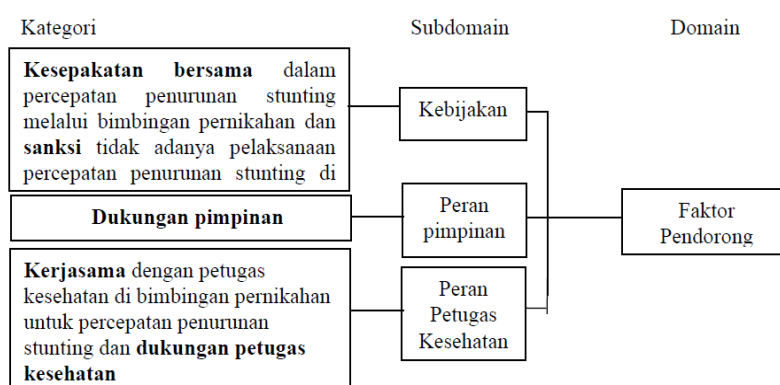 Kategori
Subdomain
Domain
Kesepakatan bersama dalam
percepatan penurunan stunting
melalui bimbingan pernikahan dan
sanksi tidak adanya pelaksanaan
percepatan penurunan stunting di
Kebijakan
Dukungan pimpinan
Peran
pimpinan
Faktor
Pendorong
Kerjasama dengan petugas
kesehatan di bimbingan pernikahan
untuk percepatan penurunan
stunting dan dukungan petugas
kesehatan
Peran
Petugas
Kesehatan